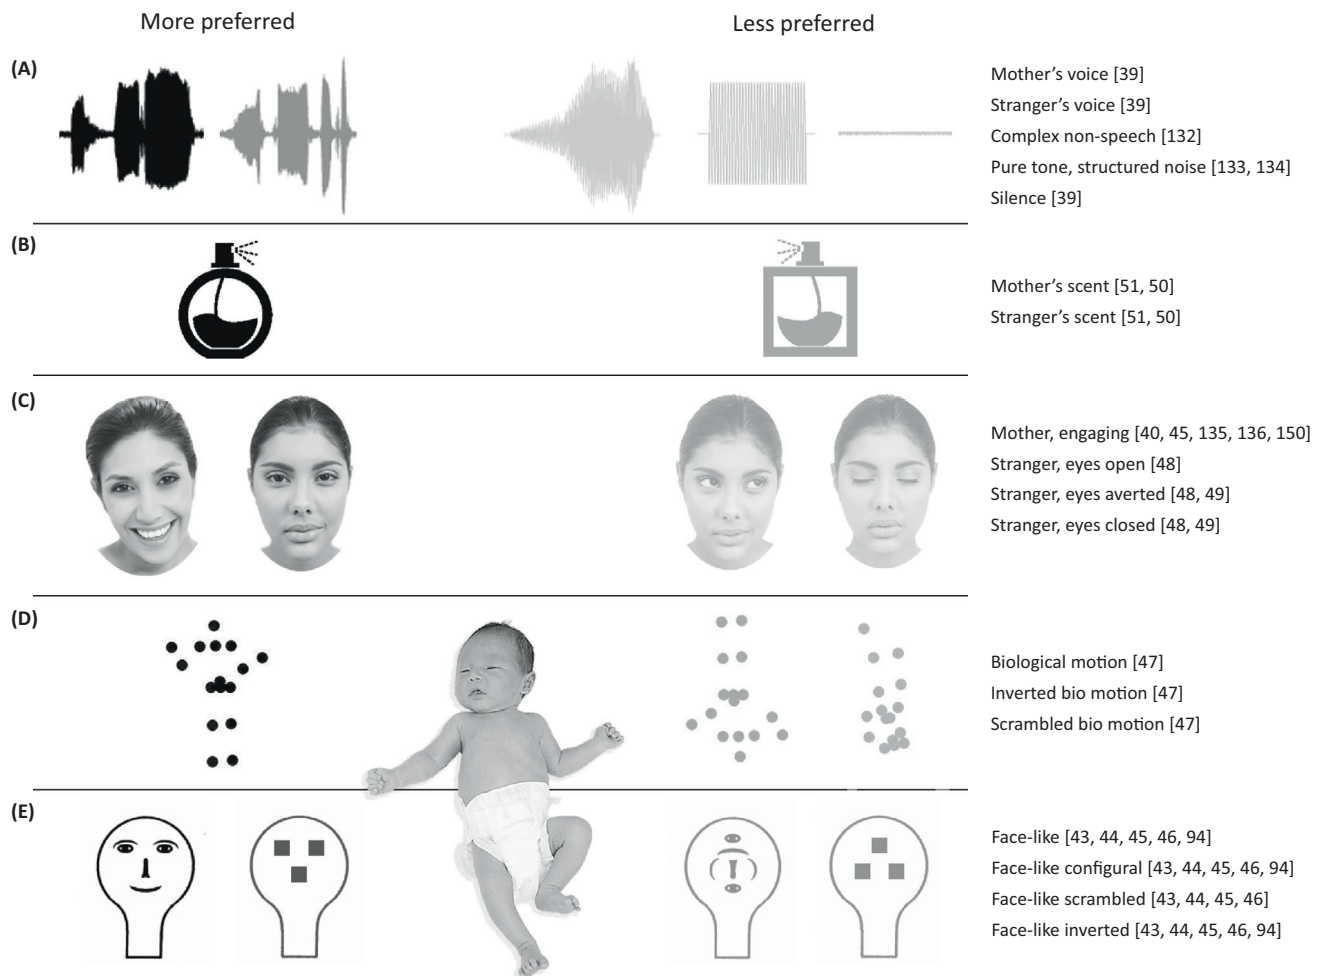 More preferred
Less preferred
(A)
Mother’s voice [39]
Stranger’s voice [39]
Complex non-speech [132]
Pure tone, structured noise [133, 134]
Silence [39]
(B)
Mother’s scent [51, 50]
Stranger’s scent [51, 50]
(C)
Mother, engaging [40, 45, 135, 136, 150]
Stranger, eyes open [48]
Stranger, eyes averted [48, 49]
Stranger, eyes closed [48, 49]
(D)
Biological motion [47]
Inverted bio motion [47]
Scrambled bio motion [47]
(E)
Face-like [43, 44, 45, 46, 94]
Face-like configural [43, 44, 45, 46, 94]
Face-like scrambled [43, 44, 45, 46]
Face-like inverted [43, 44, 45, 46, 94]